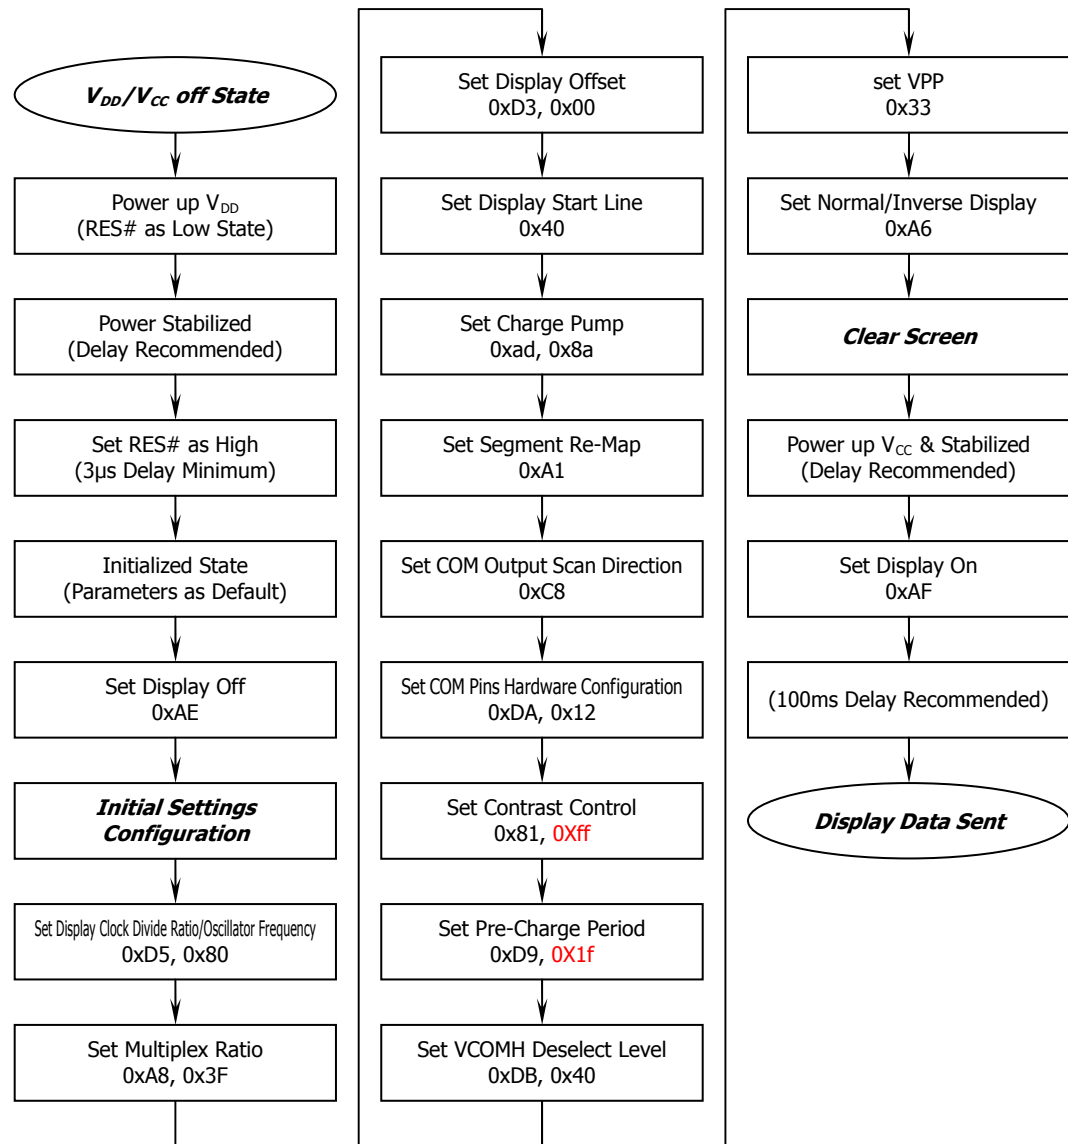 V_DD/V_CC off State
Power up V_DD
(RES# as Low State)
Power Stabilized
(Delay Recommended)
Set RES# as High
(3µs Delay Minimum)
Initialized State
(Parameters as Default)
Set Display Off
0xAE
Initial Settings
Configuration
Set Display Clock Divide Ratio/Oscillator Frequency
0xD5, 0x80
Set Multiplex Ratio
0xA8, 0x3F
Set Display Offset
0xD3, 0x00
Set Display Start Line
0x40
Set Charge Pump
0xad, 0x8a
Set Segment Re-Map
0xA1
Set COM Output Scan Direction
0xC8
Set COM Pins Hardware Configuration
0xDA, 0x12
Set Contrast Control
0x81, 0Xff
Set Pre-Charge Period
0xD9, 0X1f
Set VCOMH Deselect Level
0xDB, 0x40
set VPP
0x33
Set Normal/Inverse Display
0xA6
Clear Screen
Power up V_CC & Stabilized
(Delay Recommended)
Set Display On
0xAF
(100ms Delay Recommended)
Display Data Sent